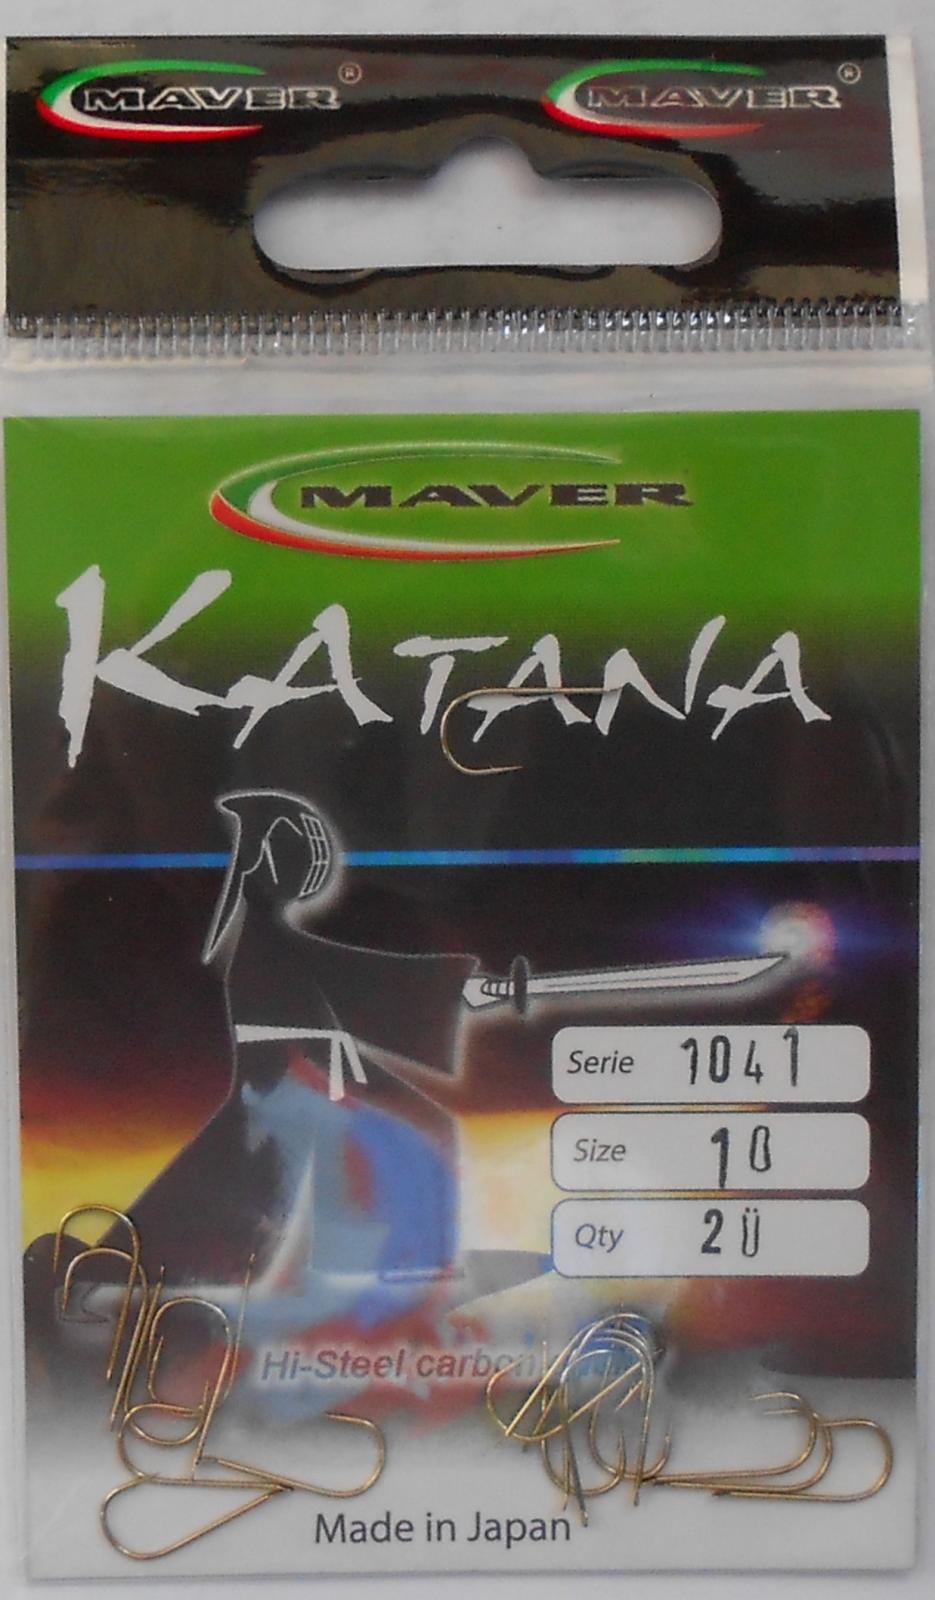 MAVER® MAVER®
MAVER
KATANA
Serie 1041
Size 10
Qty 20
Hi-Steel carbon
Made in Japan